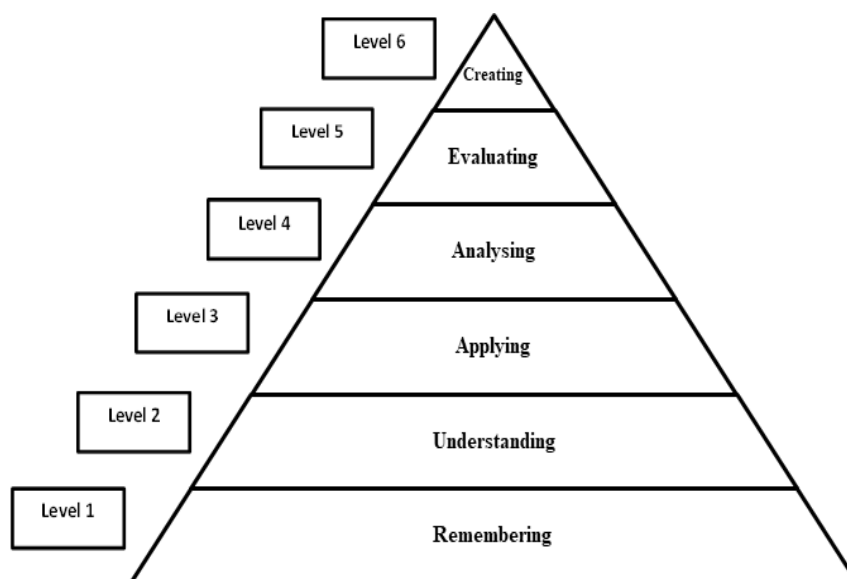 Level 6
Creating
Level 5
Evaluating
Level 4
Analysing
Level 3
Applying
Level 2
Understanding
Level 1
Remembering